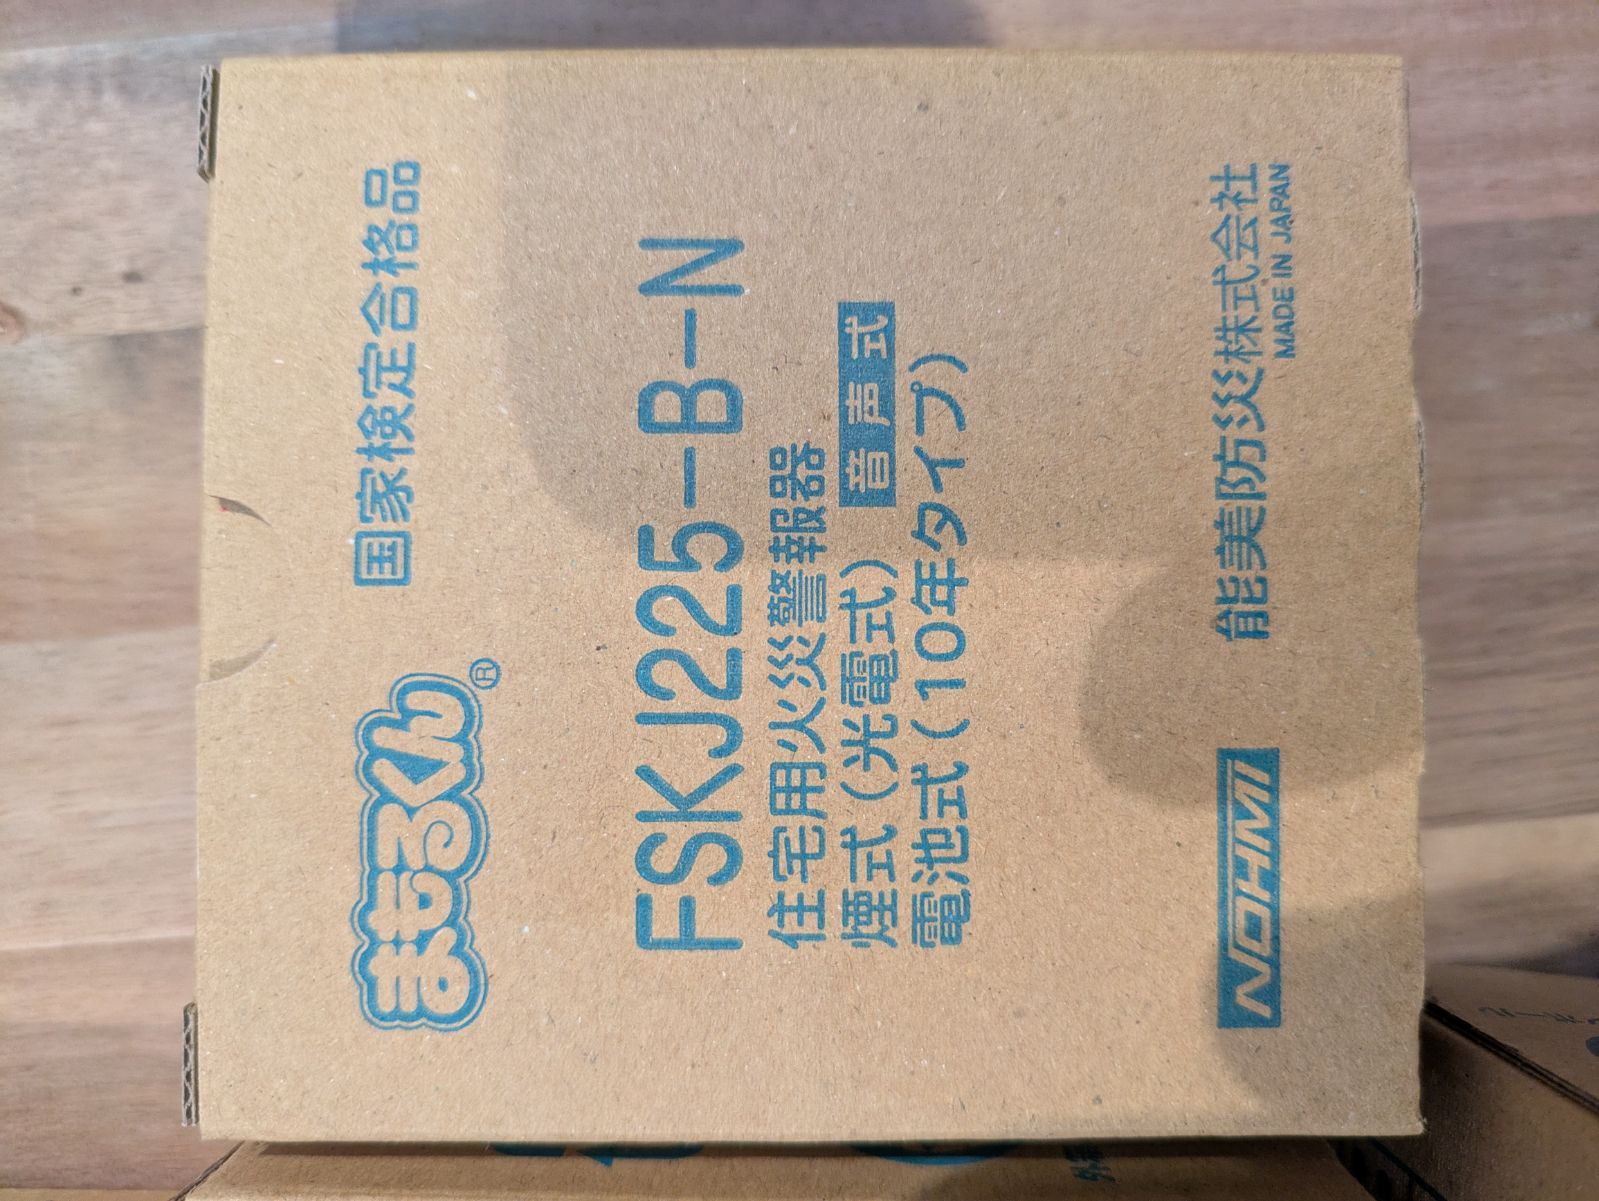 まもるくん® 国家検定合格品
FSKJ225-B-N
住宅用火災警報器
煙式(光電式) 音声式
電池式(10年タイプ)
NOHMI 能美防災株式会社
MADE IN JAPAN